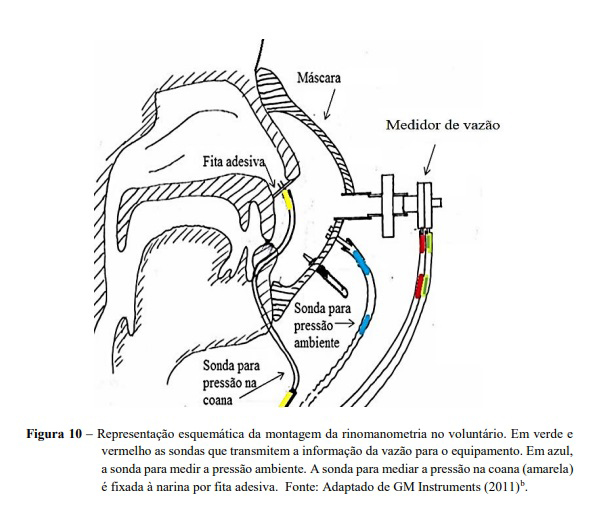 Máscara
Medidor de vazão
Fita adesiva
Sonda para
pressão
ambiente
Sonda para
pressão na
coana
Figura 10 – Representação esquemática da montagem da rinomanometria no voluntário. Em verde e
vermelho as sondas que transmitem a informação da vazão para o equipamento. Em azul,
a sonda para medir a pressão ambiente. A sonda para mediar a pressão na coana (amarela)
é fixada à narina por fita adesiva. Fonte: Adaptado de GM Instruments (2011)b.